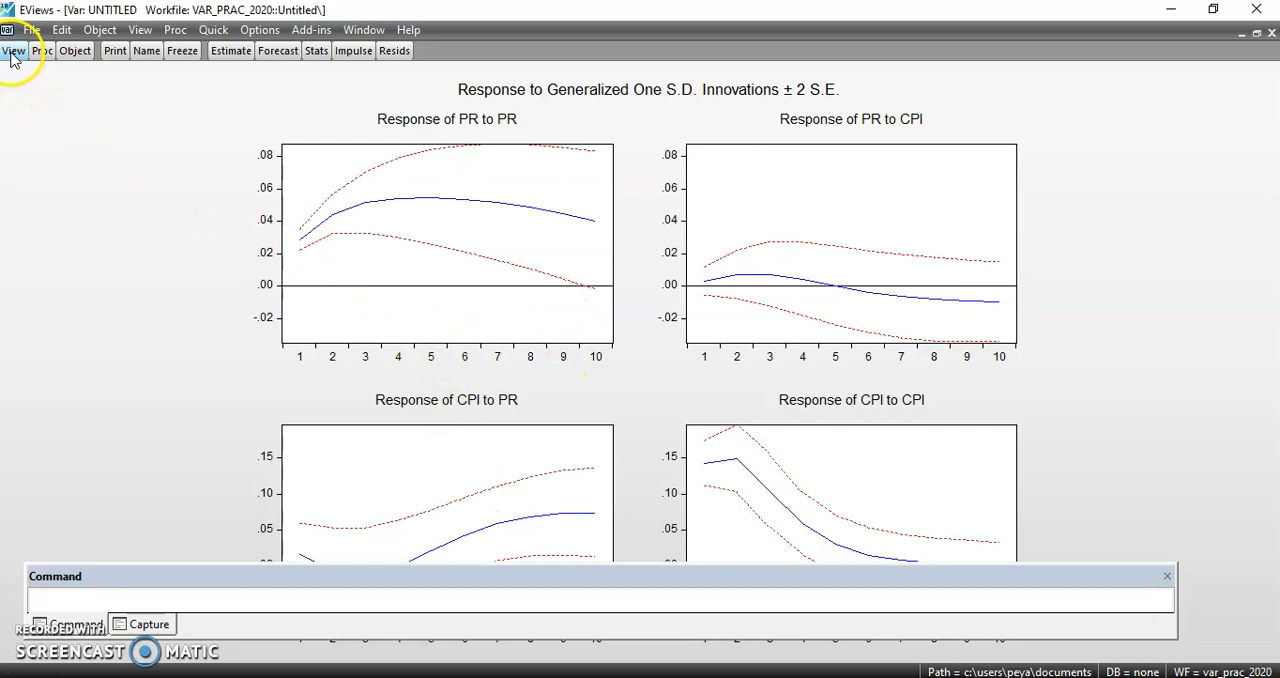 EViews - [Var: UNTITLED   Workfile: VAR_PRAC_2020::Untitled\]
var File Edit Object View Proc Quick Options Add-ins Window Help
View Proc Object Print Name Freeze Estimate Forecast Stats Impulse Resids
Response to Generalized One S.D. Innovations ± 2 S.E.
Response of PR to PR
.08
.06
.04
.02
.00
-.02
1 2 3 4 5 6 7 8 9 10
Response of PR to CPI
.08
.06
.04
.02
.00
-.02
1 2 3 4 5 6 7 8 9 10
Response of CPI to PR
.15
.10
.05
Response of CPI to CPI
.15
.10
.05
Command
Command Capture
RECORDED WITH
SCREENCAST MATIC
Path = c:\users\peya\documents DB = none WF = var_prac_2020